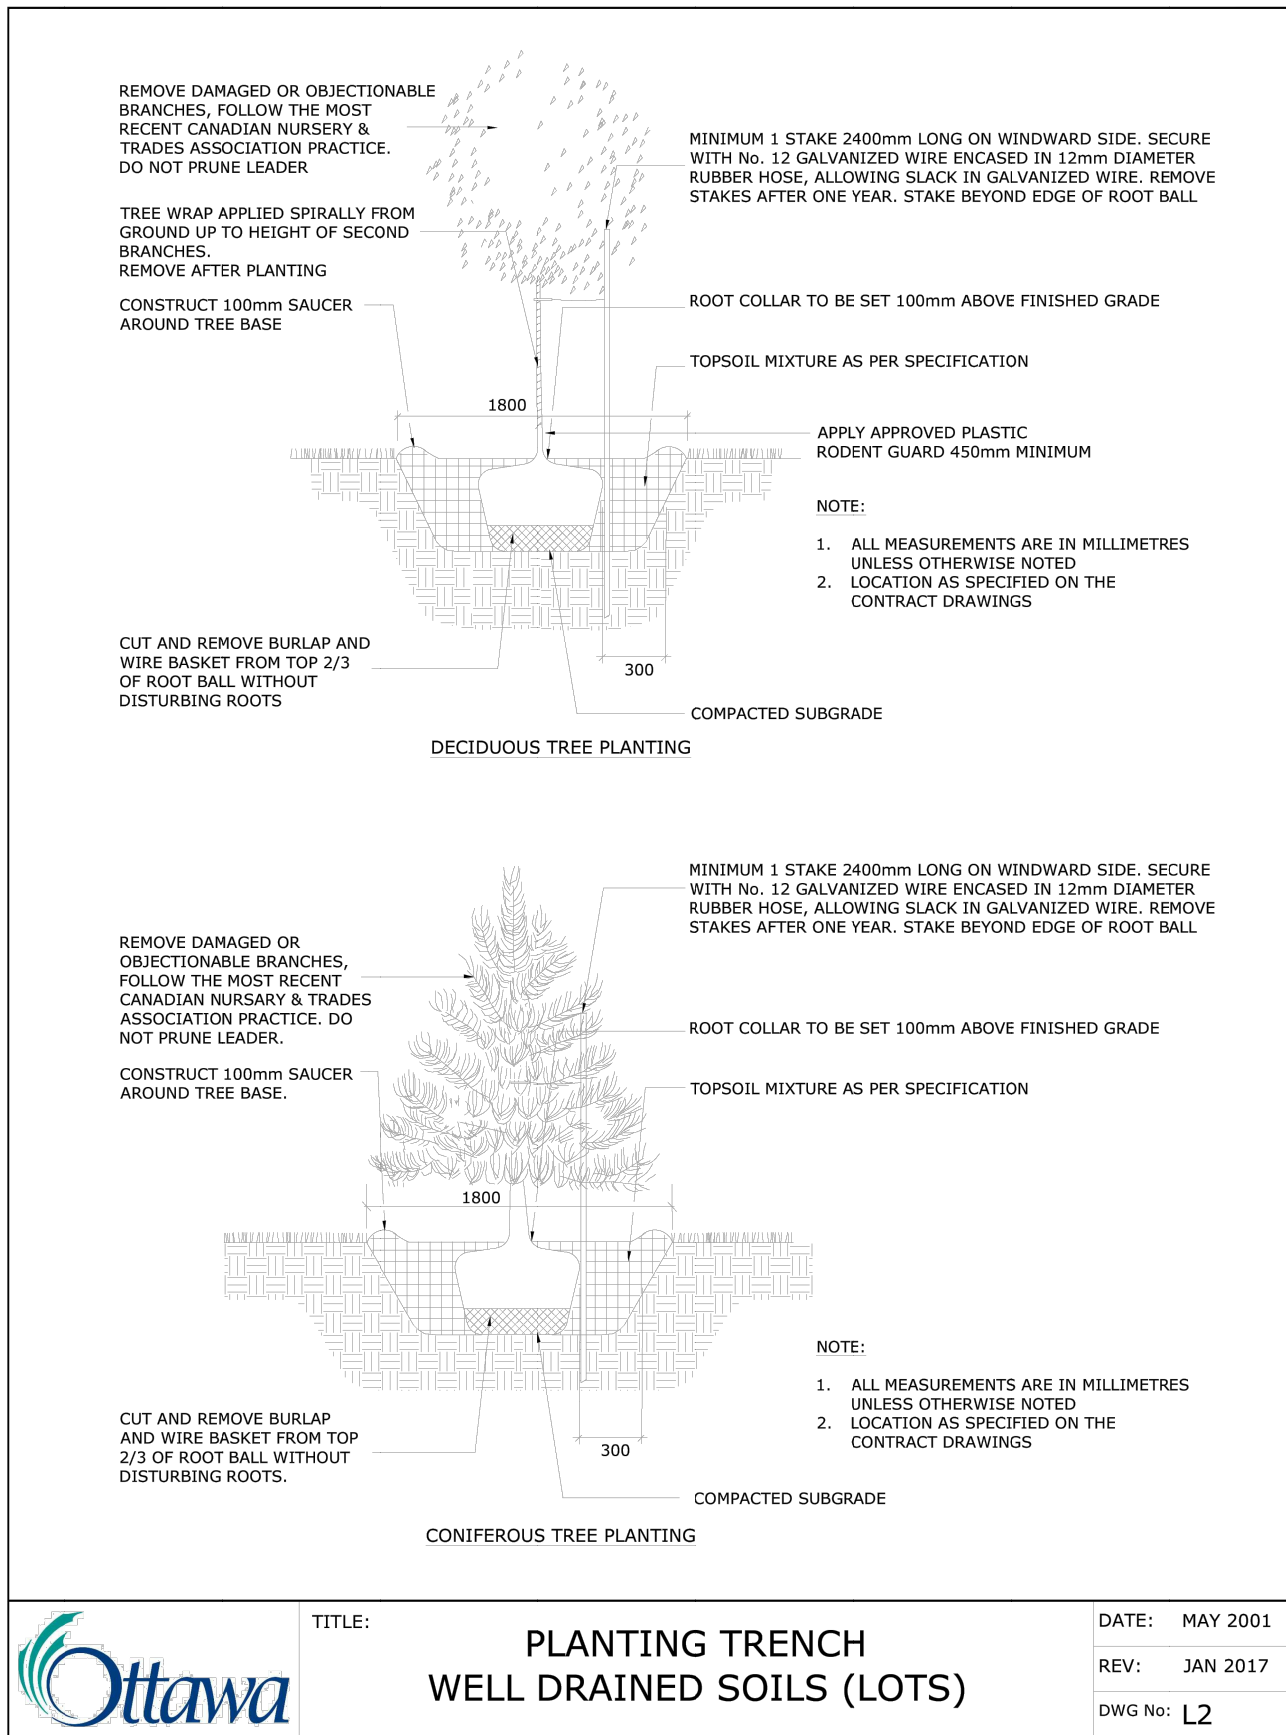 REMOVE DAMAGED OR OBJECTIONABLE
BRANCHES, FOLLOW THE MOST
RECENT CANADIAN NURSERY &
TRADES ASSOCIATION PRACTICE.
DO NOT PRUNE LEADER
TREE WRAP APPLIED SPIRALLY FROM
GROUND UP TO HEIGHT OF SECOND
BRANCHES.
REMOVE AFTER PLANTING
CONSTRUCT 100mm SAUCER
AROUND TREE BASE
MINIMUM 1 STAKE 2400mm LONG ON WINDWARD SIDE. SECURE
WITH No. 12 GALVANIZED WIRE ENCASED IN 12mm DIAMETER
RUBBER HOSE, ALLOWING SLACK IN GALVANIZED WIRE. REMOVE
STAKES AFTER ONE YEAR. STAKE BEYOND EDGE OF ROOT BALL
ROOT COLLAR TO BE SET 100mm ABOVE FINISHED GRADE
TOPSOIL MIXTURE AS PER SPECIFICATION
1800
APPLY APPROVED PLASTIC
RODENT GUARD 450mm MINIMUM
NOTE:
1. ALL MEASUREMENTS ARE IN MILLIMETRES
UNLESS OTHERWISE NOTED
2. LOCATION AS SPECIFIED ON THE
CONTRACT DRAWINGS
CUT AND REMOVE BURLAP AND
WIRE BASKET FROM TOP 2/3
OF ROOT BALL WITHOUT
DISTURBING ROOTS
300
COMPACTED SUBGRADE
DECIDUOUS TREE PLANTING
MINIMUM 1 STAKE 2400mm LONG ON WINDWARD SIDE. SECURE
WITH No. 12 GALVANIZED WIRE ENCASED IN 12mm DIAMETER
RUBBER HOSE, ALLOWING SLACK IN GALVANIZED WIRE. REMOVE
STAKES AFTER ONE YEAR. STAKE BEYOND EDGE OF ROOT BALL
REMOVE DAMAGED OR
OBJECTIONABLE BRANCHES,
FOLLOW THE MOST RECENT
CANADIAN NURSARY & TRADES
ASSOCIATION PRACTICE. DO
NOT PRUNE LEADER.
ROOT COLLAR TO BE SET 100mm ABOVE FINISHED GRADE
CONSTRUCT 100mm SAUCER
AROUND TREE BASE.
TOPSOIL MIXTURE AS PER SPECIFICATION
1800
NOTE:
1. ALL MEASUREMENTS ARE IN MILLIMETRES
UNLESS OTHERWISE NOTED
2. LOCATION AS SPECIFIED ON THE
CONTRACT DRAWINGS
CUT AND REMOVE BURLAP
AND WIRE BASKET FROM TOP
2/3 OF ROOT BALL WITHOUT
DISTURBING ROOTS.
300
COMPACTED SUBGRADE
CONIFEROUS TREE PLANTING
Ottawa
TITLE:
PLANTING TRENCH
WELL DRAINED SOILS (LOTS)
DATE: MAY 2001
REV: JAN 2017
DWG No: L2